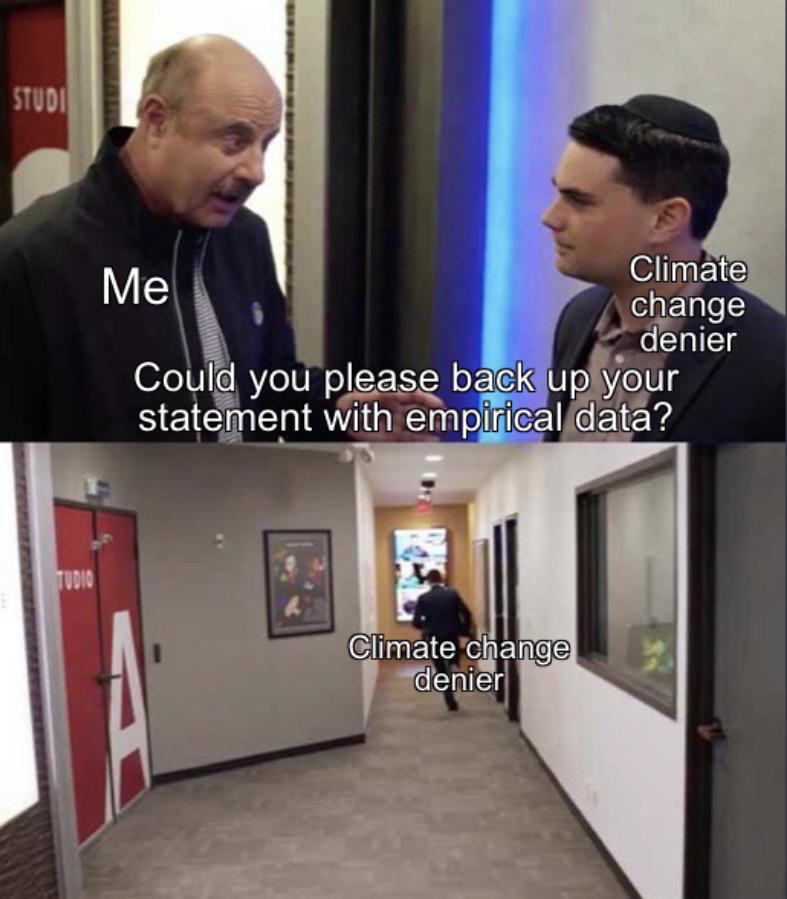 STUDI
Me
Climate
change
denier
Could you please back up your
statement with empirical data?
TUDIO
A
Climate change
denier